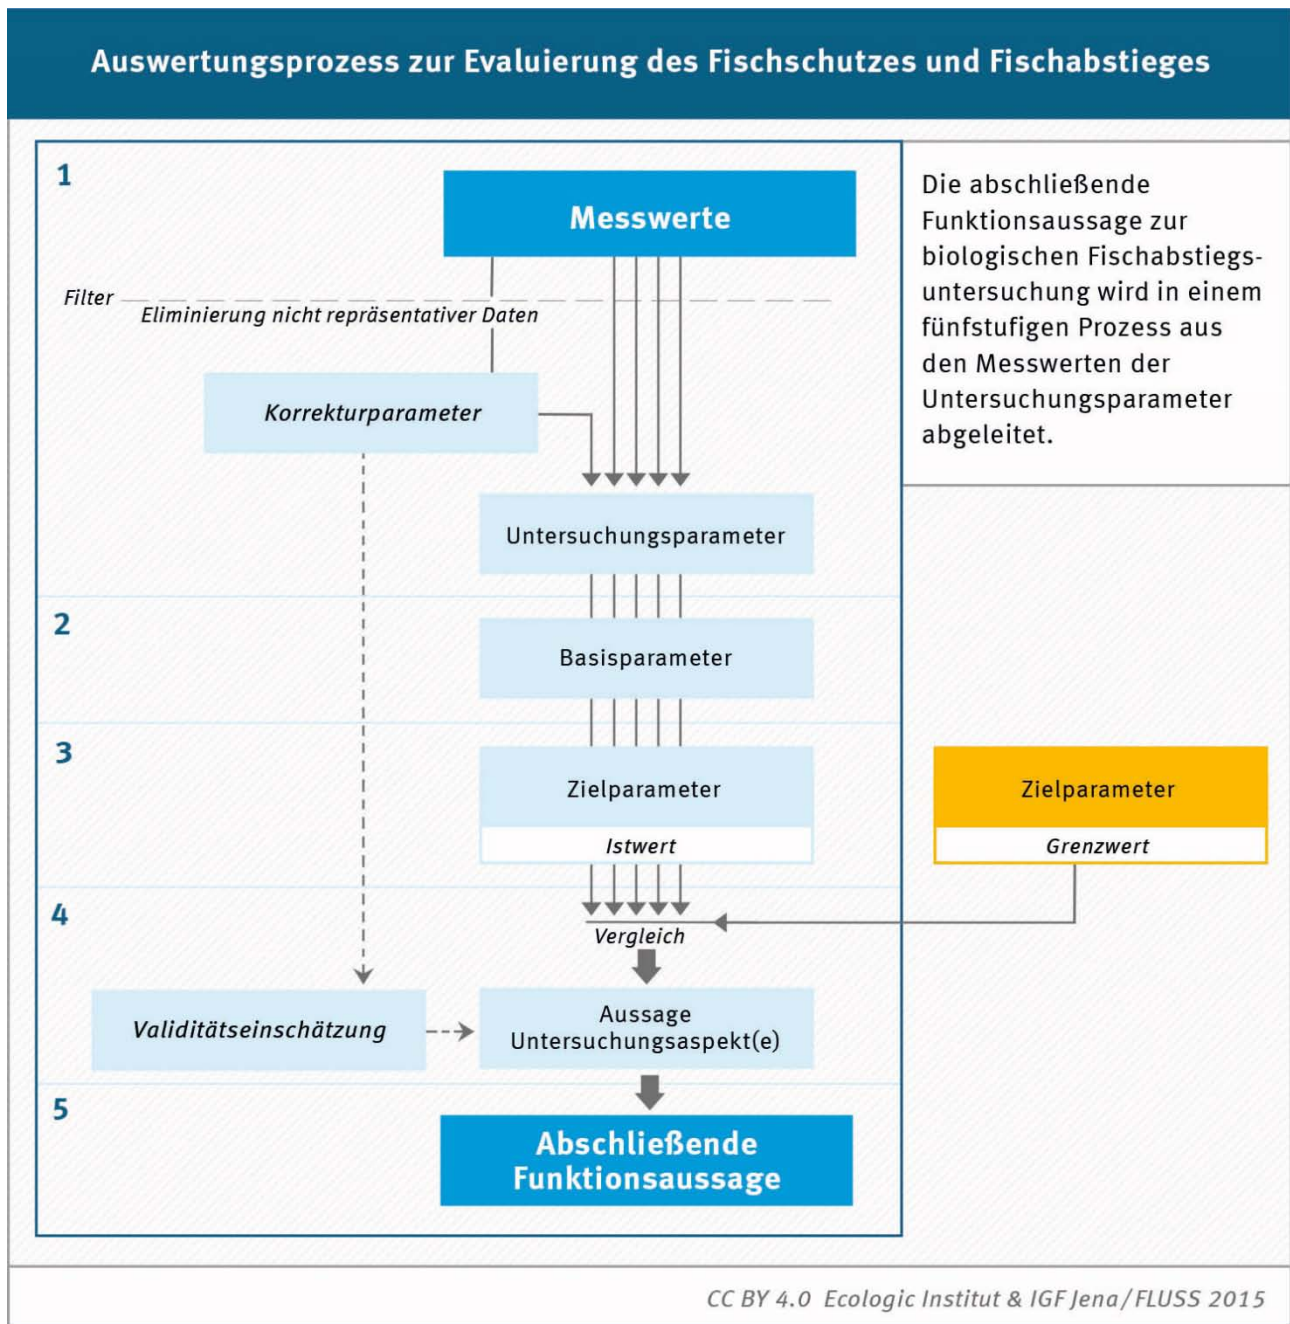 Auswertungsprozess zur Evaluierung des Fischschutzes und Fischabstieges
1
Messwerte
Die abschließende
Funktionsaussage zur
biologischen Fischabstiegs-
untersuchung wird in einem
fünfstufigen Prozess aus
den Messwerten der
Untersuchungsparameter
abgeleitet.
Filter
Eliminierung nicht repräsentativer Daten
Korrekturparameter
Untersuchungsparameter
2
Basisparameter
3
Zielparameter
Istwert
Zielparameter
Grenzwert
4
Vergleich
Validitätseinschätzung
Aussage
Untersuchungsaspekt(e)
5
Abschließende
Funktionsaussage
CC BY 4.0 Ecologic Institut & IGF Jena/FLUSS 2015